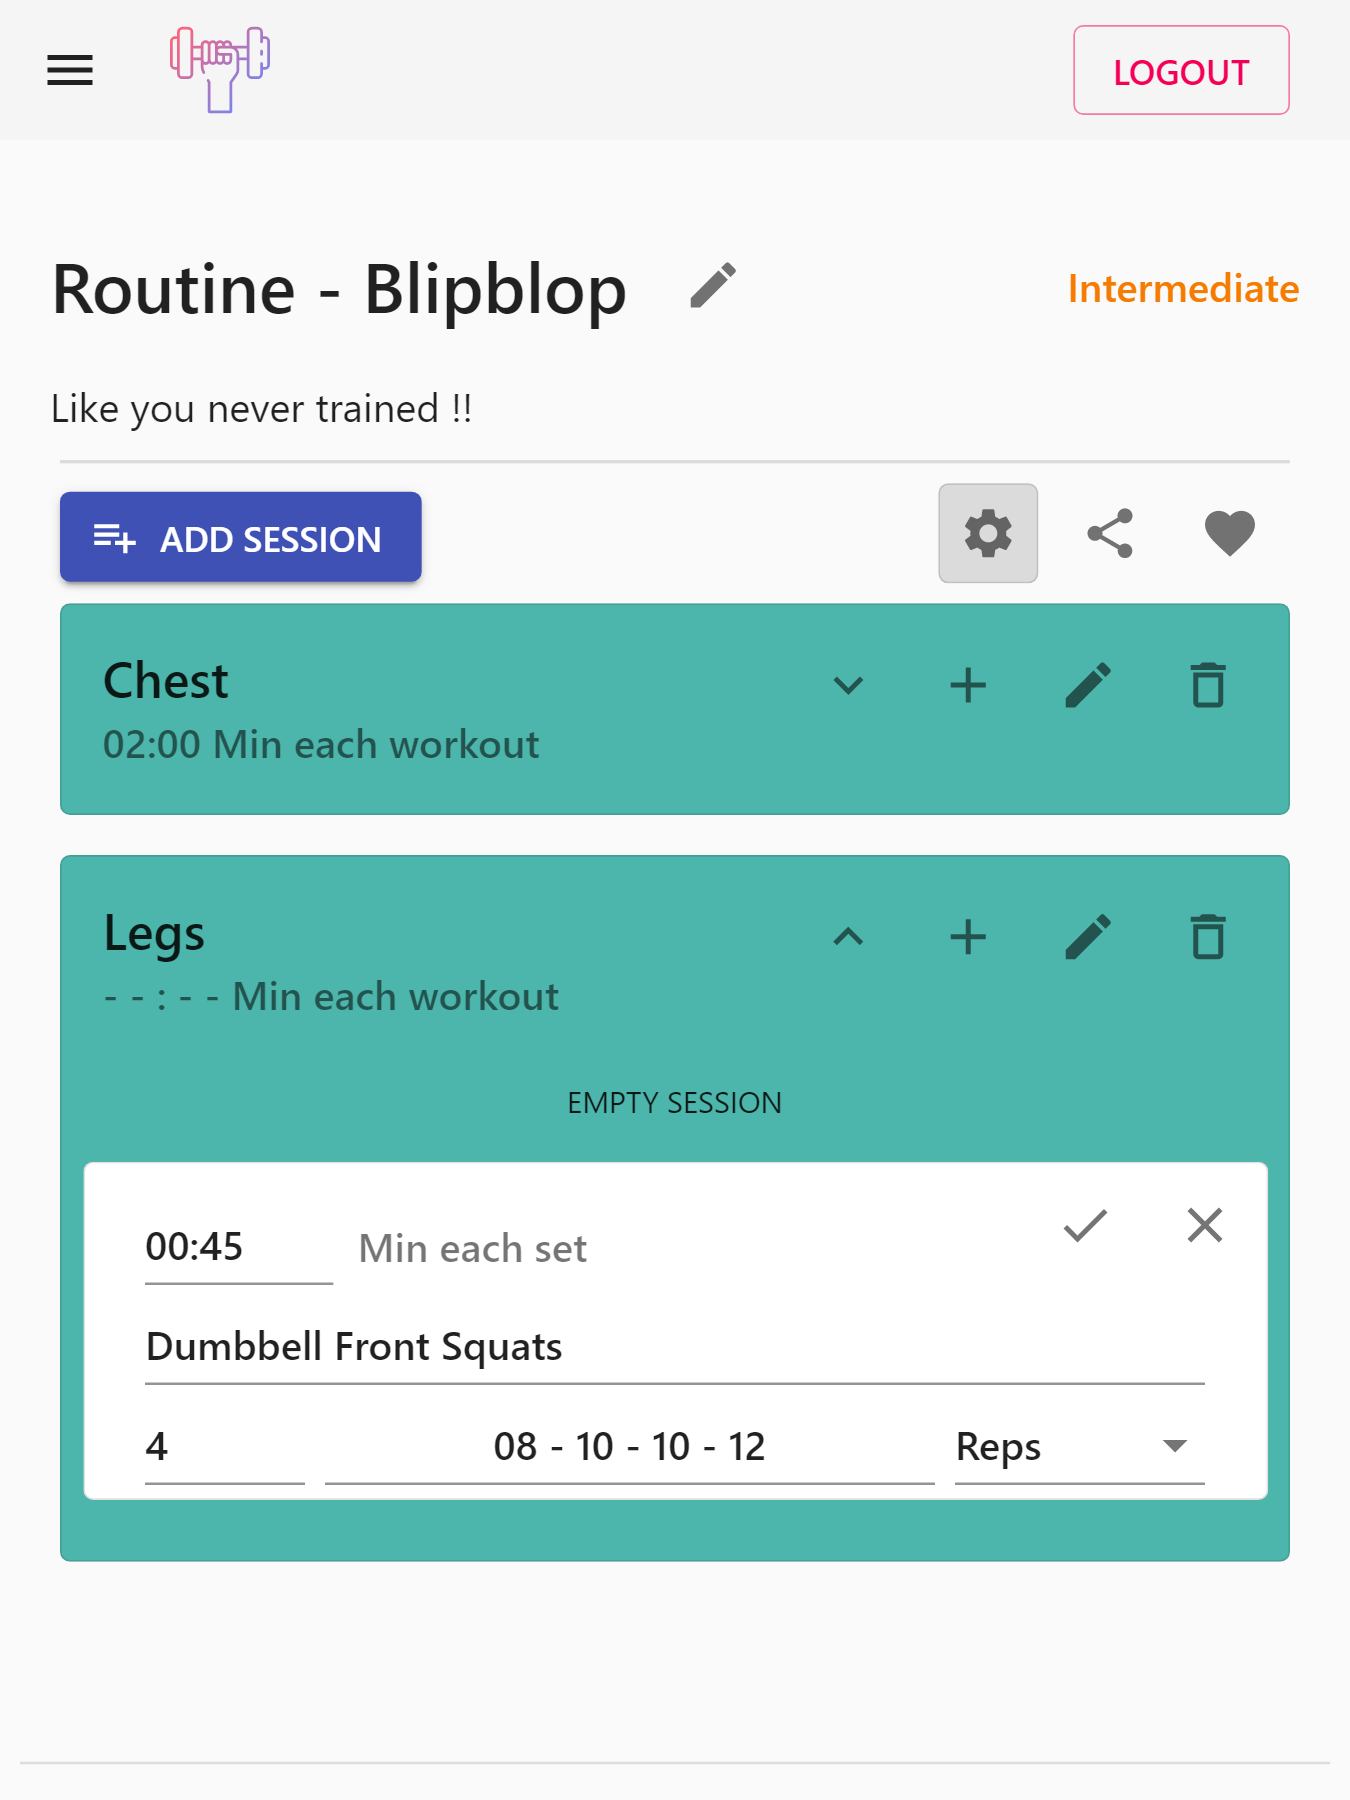 LOGOUT
Routine - Blipblop
Intermediate
Like you never trained !!
ADD SESSION
Chest
02:00 Min each workout
Legs
- - : - - Min each workout
EMPTY SESSION
00:45 Min each set
Dumbbell Front Squats
4 08 - 10 - 10 - 12 Reps